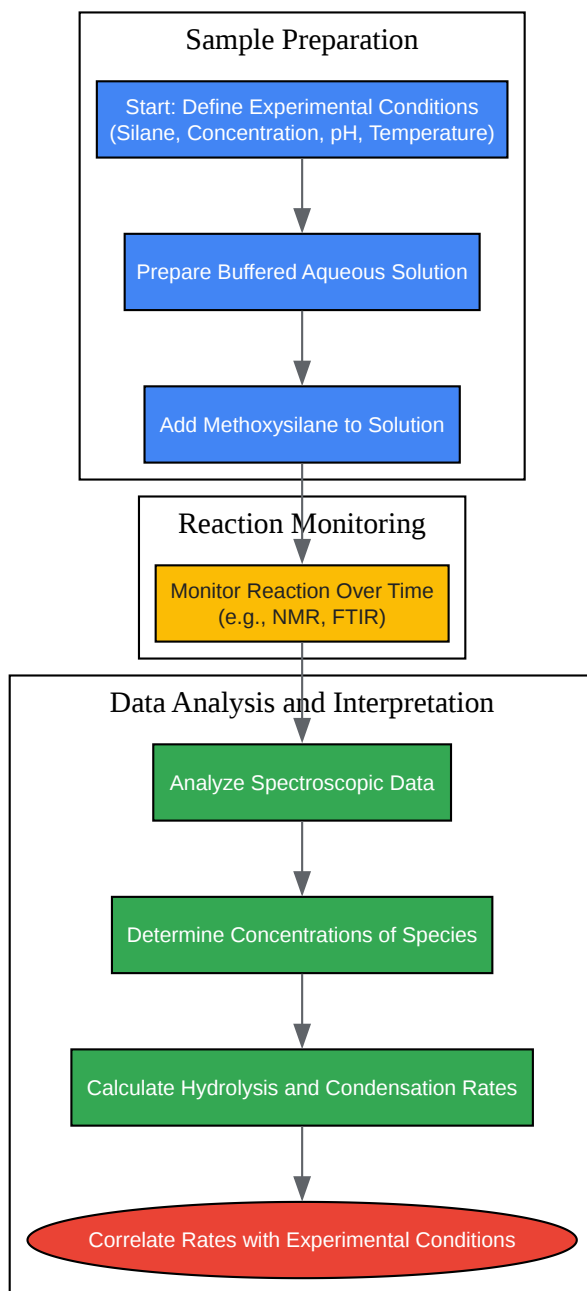 Sample Preparation
Start: Define Experimental Conditions
(Silane, Concentration, pH, Temperature)
Prepare Buffered Aqueous Solution
Add Methoxysilane to Solution
Reaction Monitoring
Monitor Reaction Over Time
(e.g., NMR, FTIR)
Data Analysis and Interpretation
Analyze Spectroscopic Data
Determine Concentrations of Species
Calculate Hydrolysis and Condensation Rates
Correlate Rates with Experimental Conditions